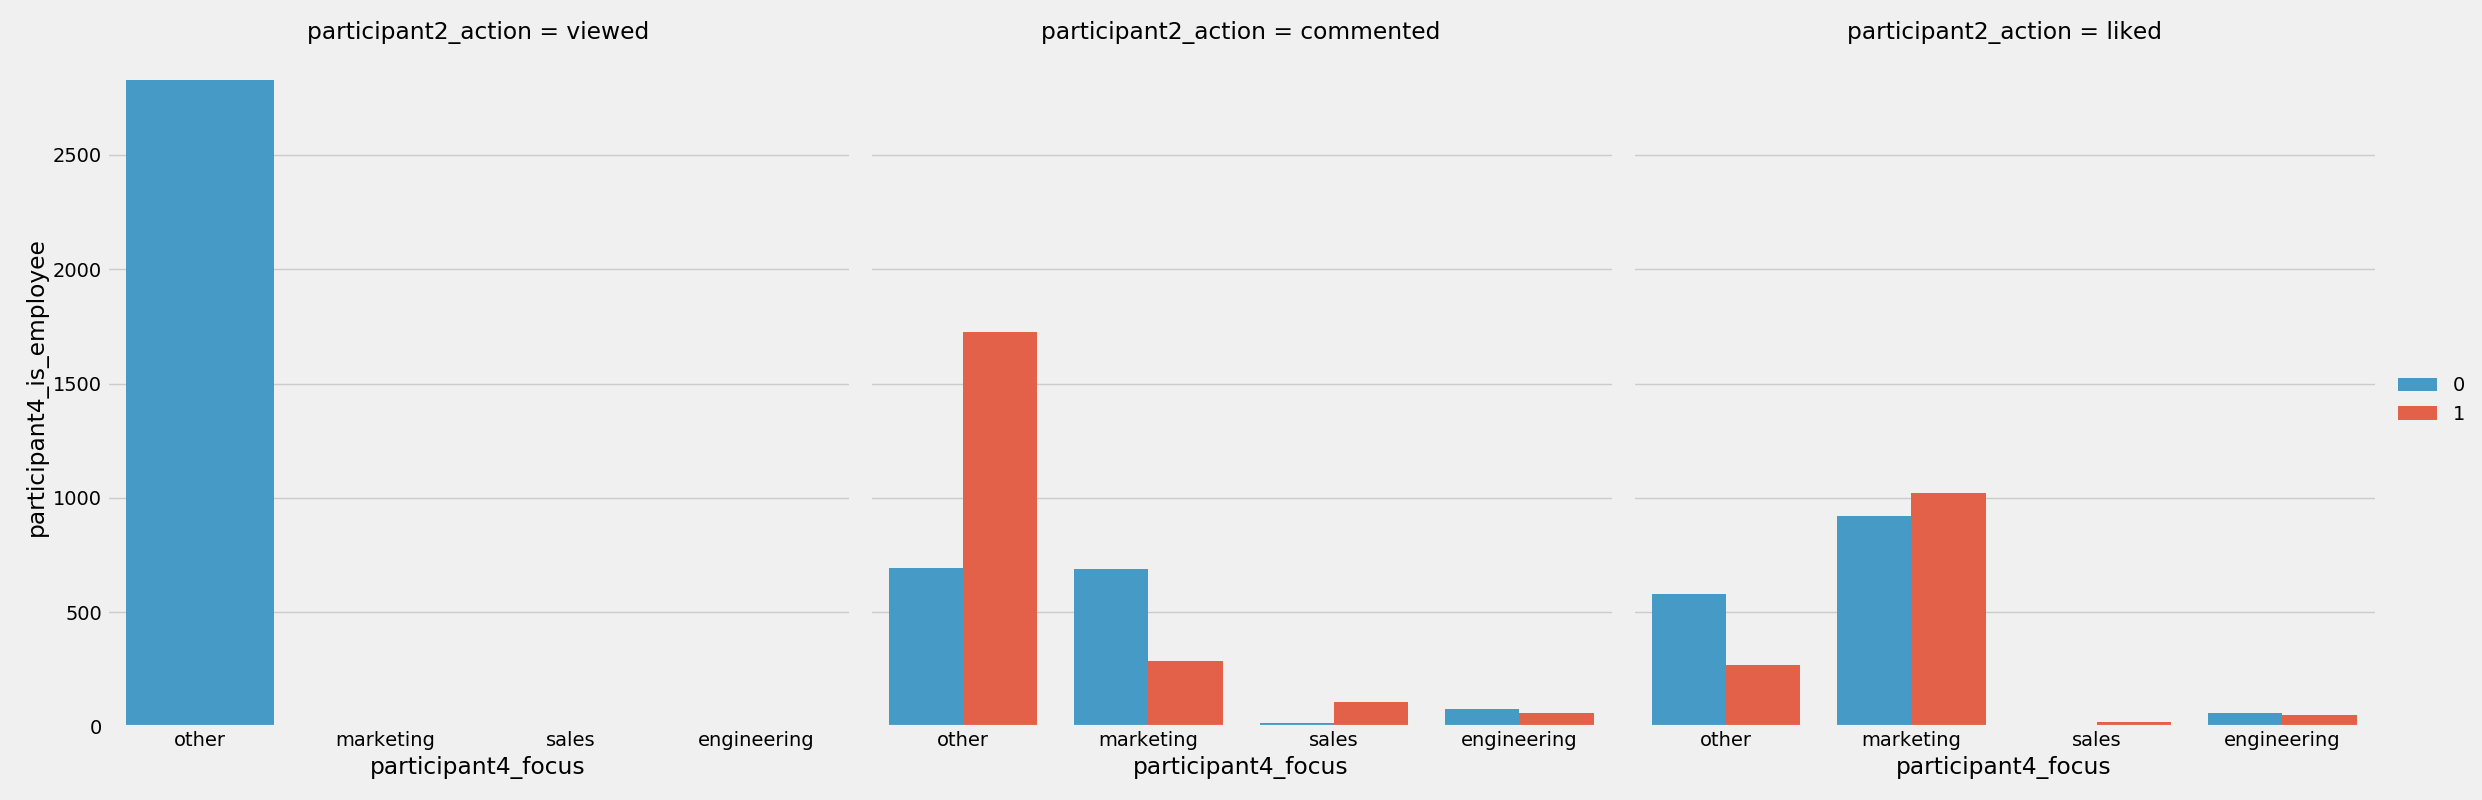 participant2_action = viewed
participant2_action = commented
participant2_action = liked
participant4_is_employee
2500
2000
1500
1000
500
0
other marketing sales engineering
other marketing sales engineering
other marketing sales engineering
participant4_focus
participant4_focus
participant4_focus
0
1